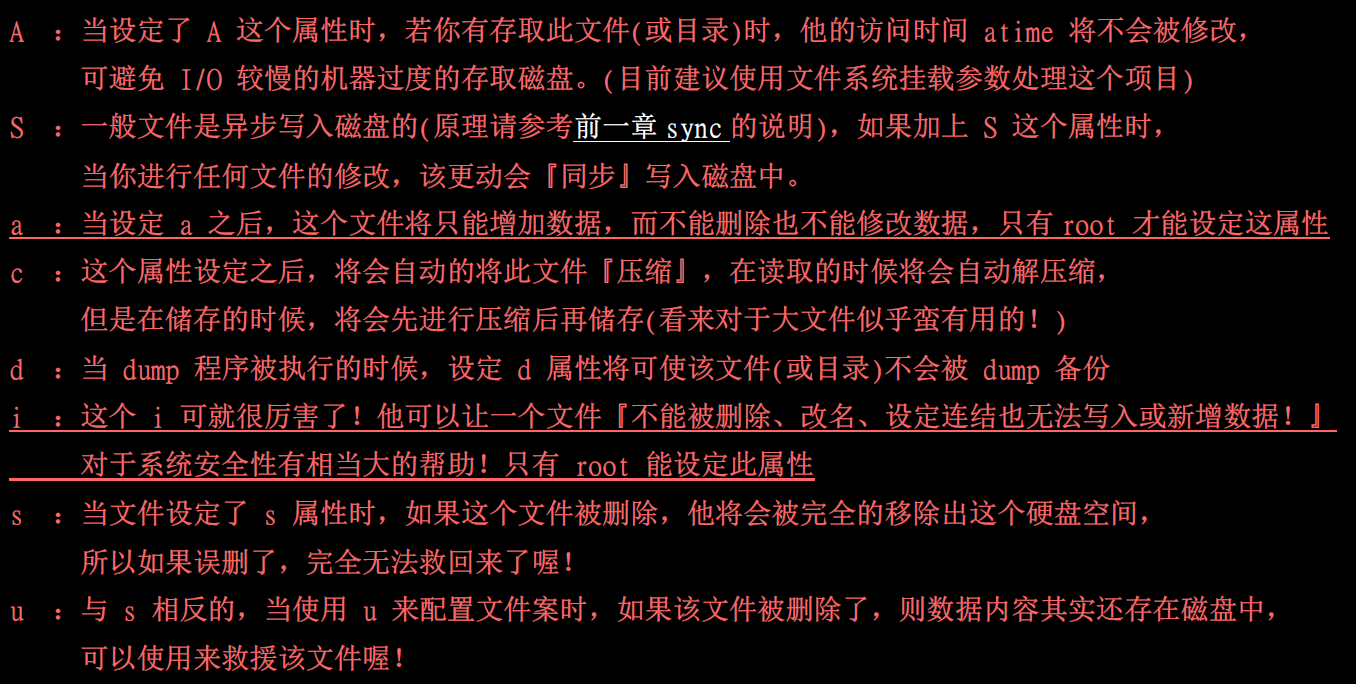 A ：当设定了 A 这个属性时，若你有存取此文件(或目录)时，他的访问时间 atime 将不会被修改，
可避免 I/O 较慢的机器过度的存取磁盘。(目前建议使用文件系统挂载参数处理这个项目)
S ：一般文件是异步写入磁盘的(原理请参考前一章 sync 的说明)，如果加上 S 这个属性时，
当你进行任何文件的修改，该更动会『同步』写入磁盘中。
a ：当设定 a 之后，这个文件将只能增加数据，而不能删除也不能修改数据，只有 root 才能设定这属性
c ：这个属性设定之后，将会自动的将此文件『压缩』，在读取的时候将会自动解压缩，
但是在储存的时候，将会先进行压缩后再储存(看来对于大文件似乎蛮有用的！)
d ：当 dump 程序被执行的时候，设定 d 属性将可使该文件(或目录)不会被 dump 备份
i ：这个 i 可就很厉害了！他可以让一个文件『不能被删除、改名、设定连结也无法写入或新增数据！』
对于系统安全性有相当大的帮助！只有 root 能设定此属性
s ：当文件设定了 s 属性时，如果这个文件被删除，他将会被完全的移除出这个硬盘空间，
所以如果误删了，完全无法救回来了喔！
u ：与 s 相反的，当使用 u 来配置文件案时，如果该文件被删除了，则数据内容其实还存在磁盘中，
可以使用来救援该文件喔！